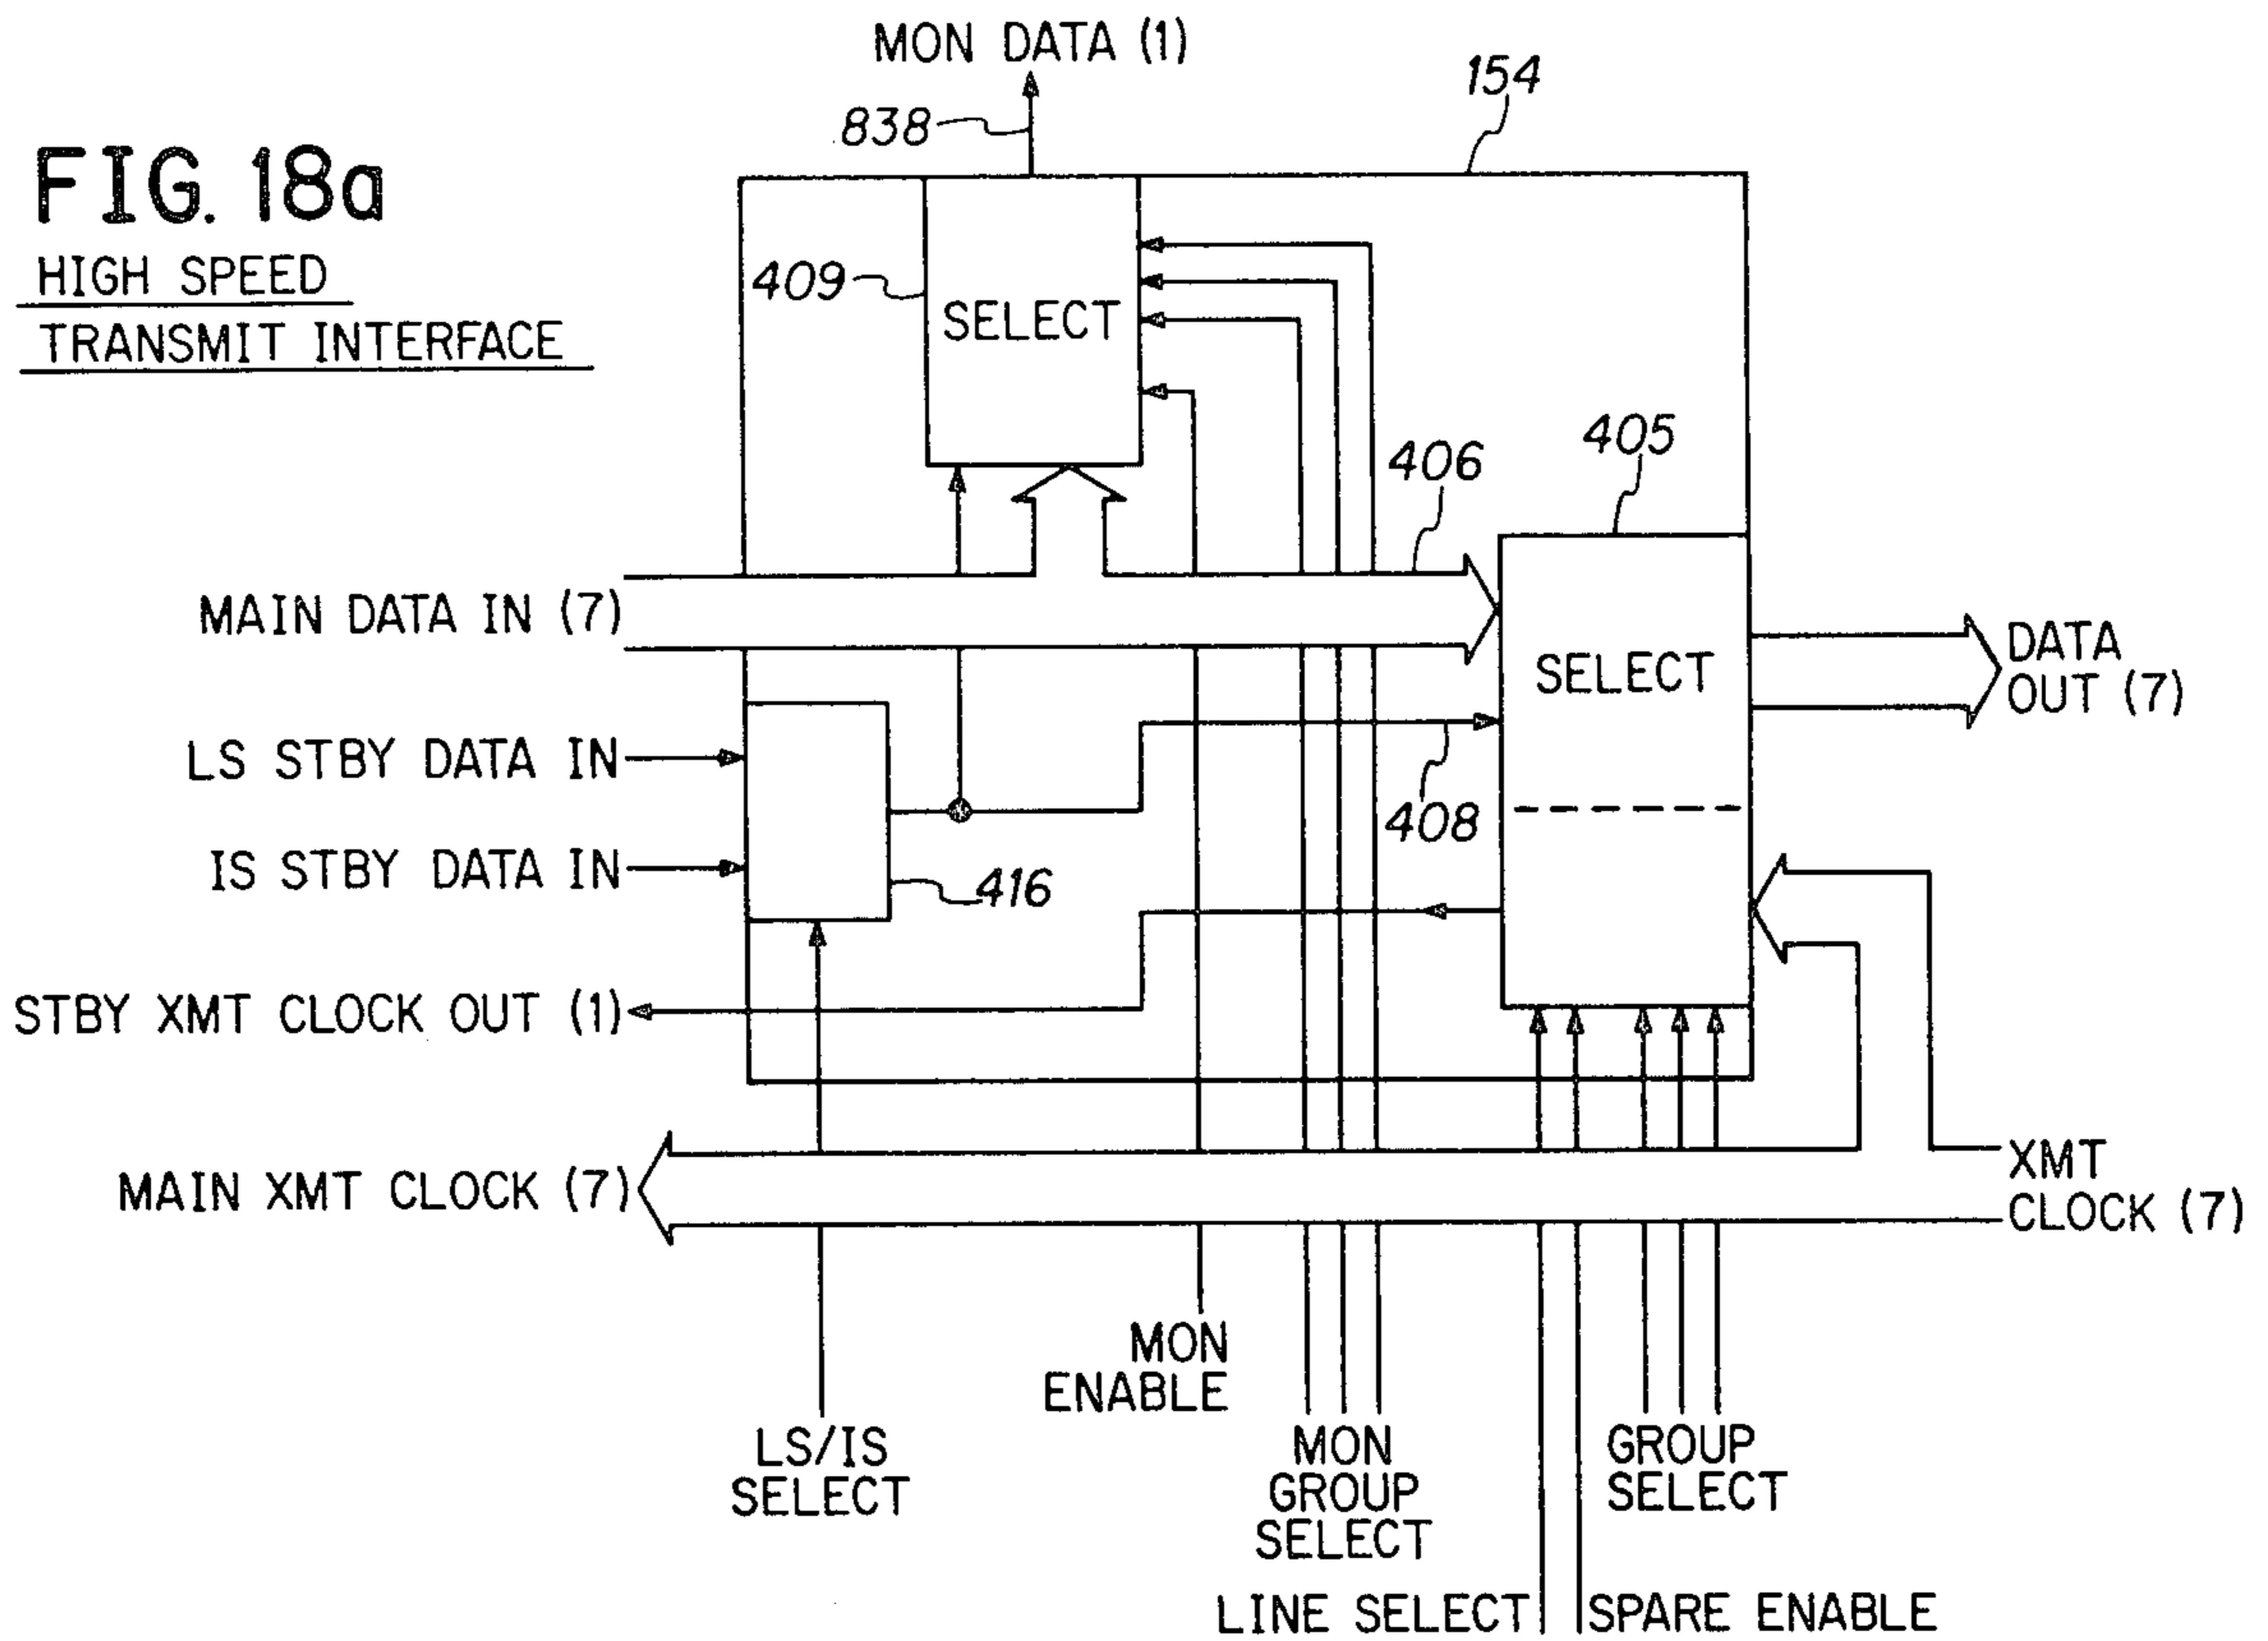 MON DATA (1)
838
154
FIG. 18a
HIGH SPEED
TRANSMIT INTERFACE
409
SELECT
406
405
MAIN DATA IN (7)
SELECT
DATA
OUT (7)
LS STBY DATA IN
408
IS STBY DATA IN
416
STBY XMT CLOCK OUT (1)
MAIN XMT CLOCK (7)
XMT
CLOCK (7)
MON
ENABLE
LS/IS
SELECT
MON
GROUP
SELECT
GROUP
SELECT
LINE SELECT
SPARE ENABLE